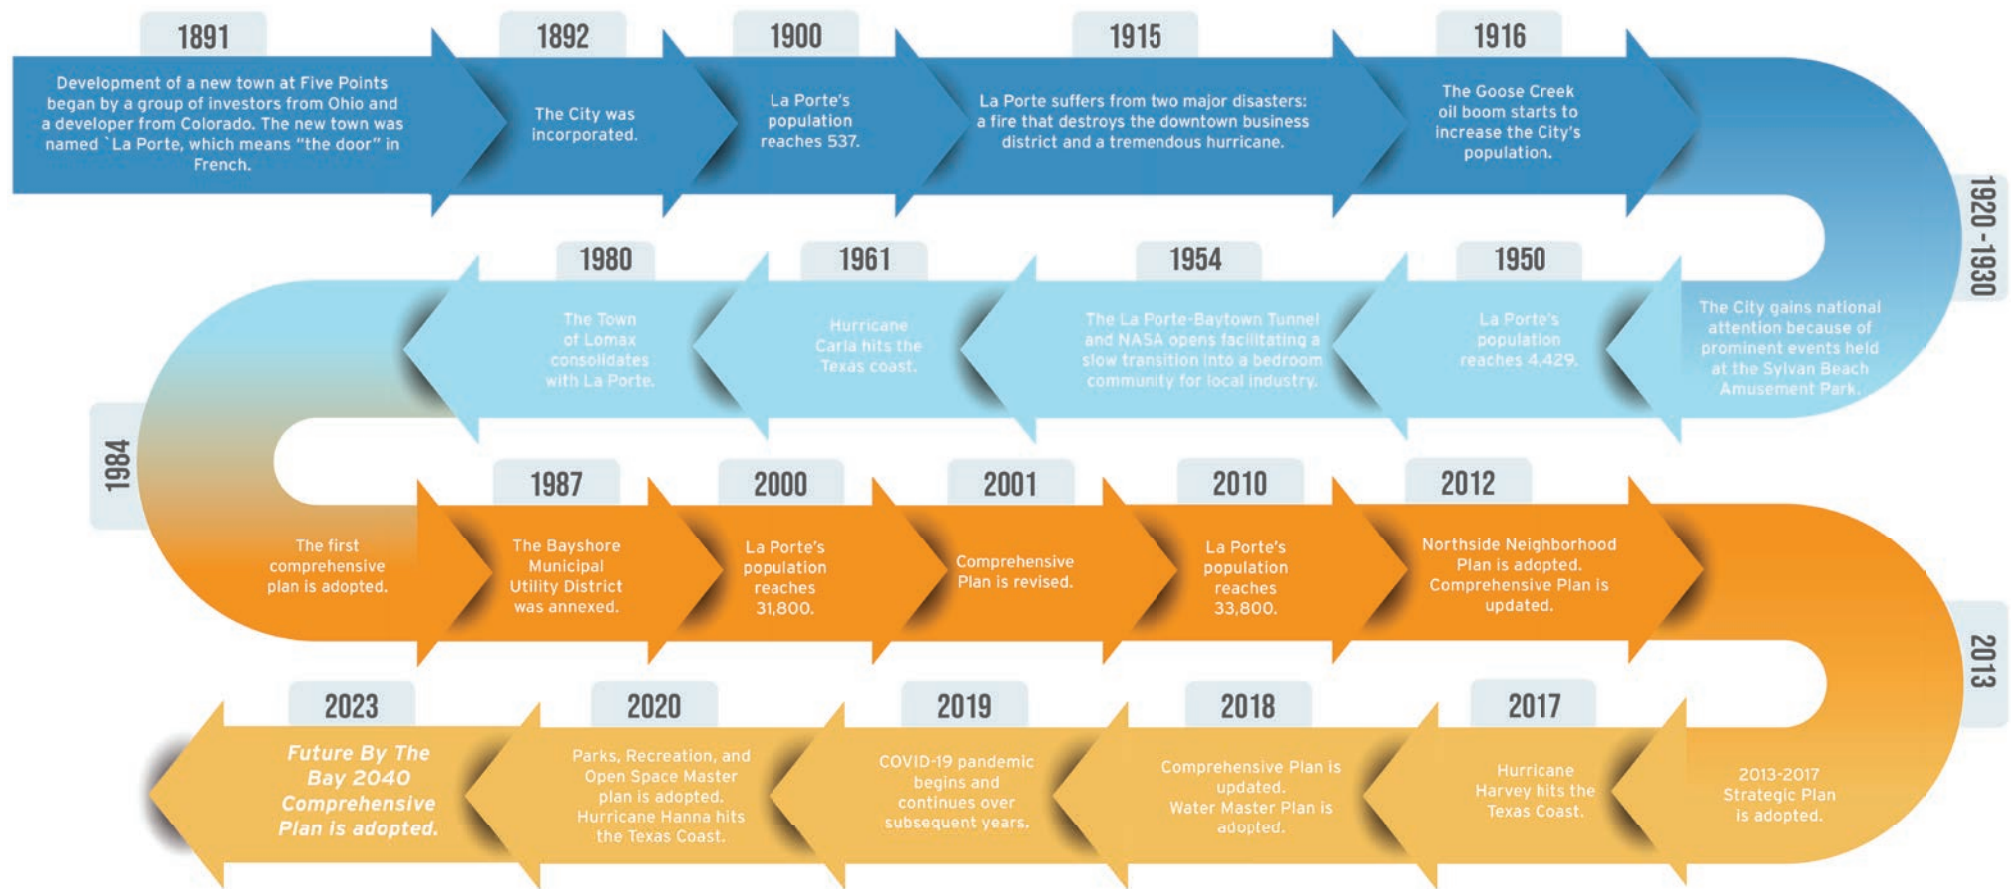 1891
Development of a new town at Five Points
began by a group of investors from Ohio and
a developer from Colorado. The new town was
named `La Porte, which means "the door" in
French.
1892
The City was
incorporated.
1900
La Porte's
population
reaches 537.
1915
La Porte suffers from two major disasters:
a fire that destroys the downtown business
district and a tremendous hurricane.
1916
The Goose Creek
oil boom starts to
increase the City's
population.
1920-1930
The City gains national
attention because of
prominent events held
at the Sylvan Beach
Amusement Park.
1950
La Porte's
population
reaches 4,429.
1954
The La Porte-Baytown Tunnel
and NASA opens facilitating a
slow transition into a bedroom
community for local industry.
1961
Hurricane
Carla hits the
Texas coast.
1980
The Town
of Lomax
consolidates
with La Porte.
1984
The first
comprehensive
plan is adopted.
1987
The Bayshore
Municipal
Utility District
was annexed.
2000
La Porte's
population
reaches
31,800.
2001
Comprehensive
Plan is revised.
2010
La Porte's
population
reaches
33,800.
2012
Northside Neighborhood
Plan is adopted.
Comprehensive Plan is
updated.
2013
2013-2017
Strategic Plan
is adopted.
2017
Hurricane
Harvey hits the
Texas Coast.
2018
Comprehensive Plan is
updated.
Water Master Plan is
adopted.
2019
COVID-19 pandemic
begins and
continues over
subsequent years.
2020
Parks, Recreation, and
Open Space Master
plan is adopted.
Hurricane Hanna hits
the Texas Coast.
2023
Future By The
Bay 2040
Comprehensive
Plan is adopted.